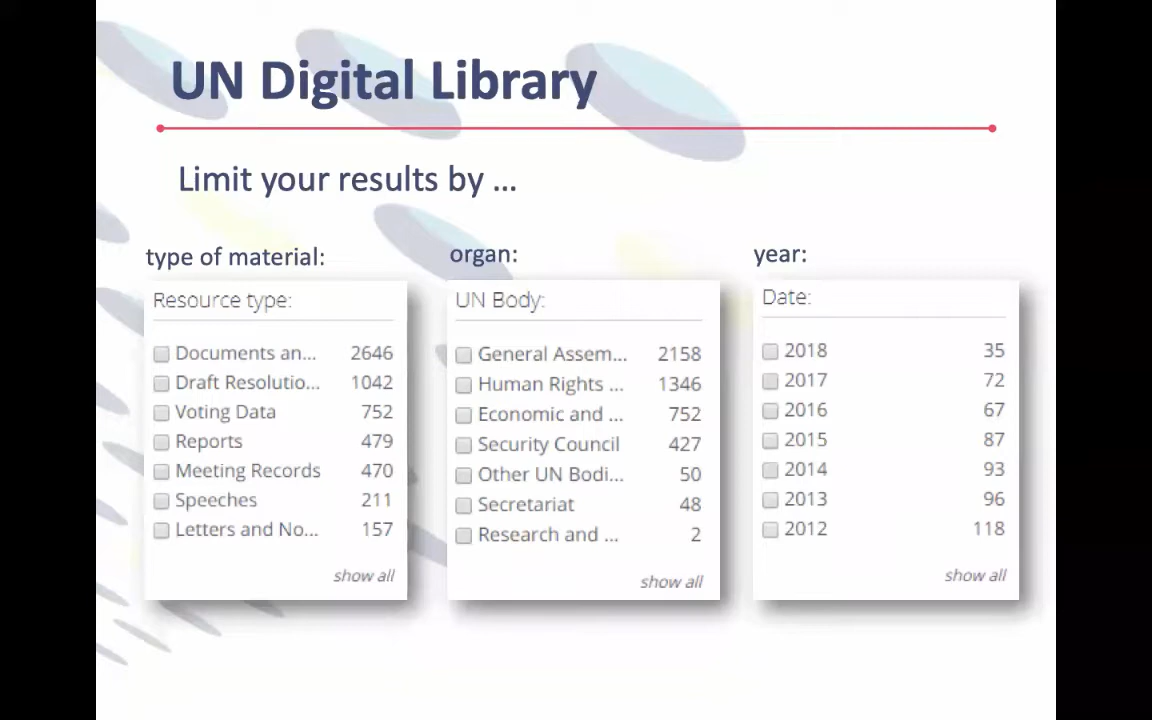 UN Digital Library
Limit your results by ...
type of material:
Resource type:
Documents an... 2646
Draft Resolutio... 1042
Voting Data 752
Reports 479
Meeting Records 470
Speeches 211
Letters and No... 157
show all
organ:
UN Body:
General Assem... 2158
Human Rights ... 1346
Economic and ... 752
Security Council 427
Other UN Bodi... 50
Secretariat 48
Research and ... 2
show all
year:
Date:
2018 35
2017 72
2016 67
2015 87
2014 93
2013 96
2012 118
show all